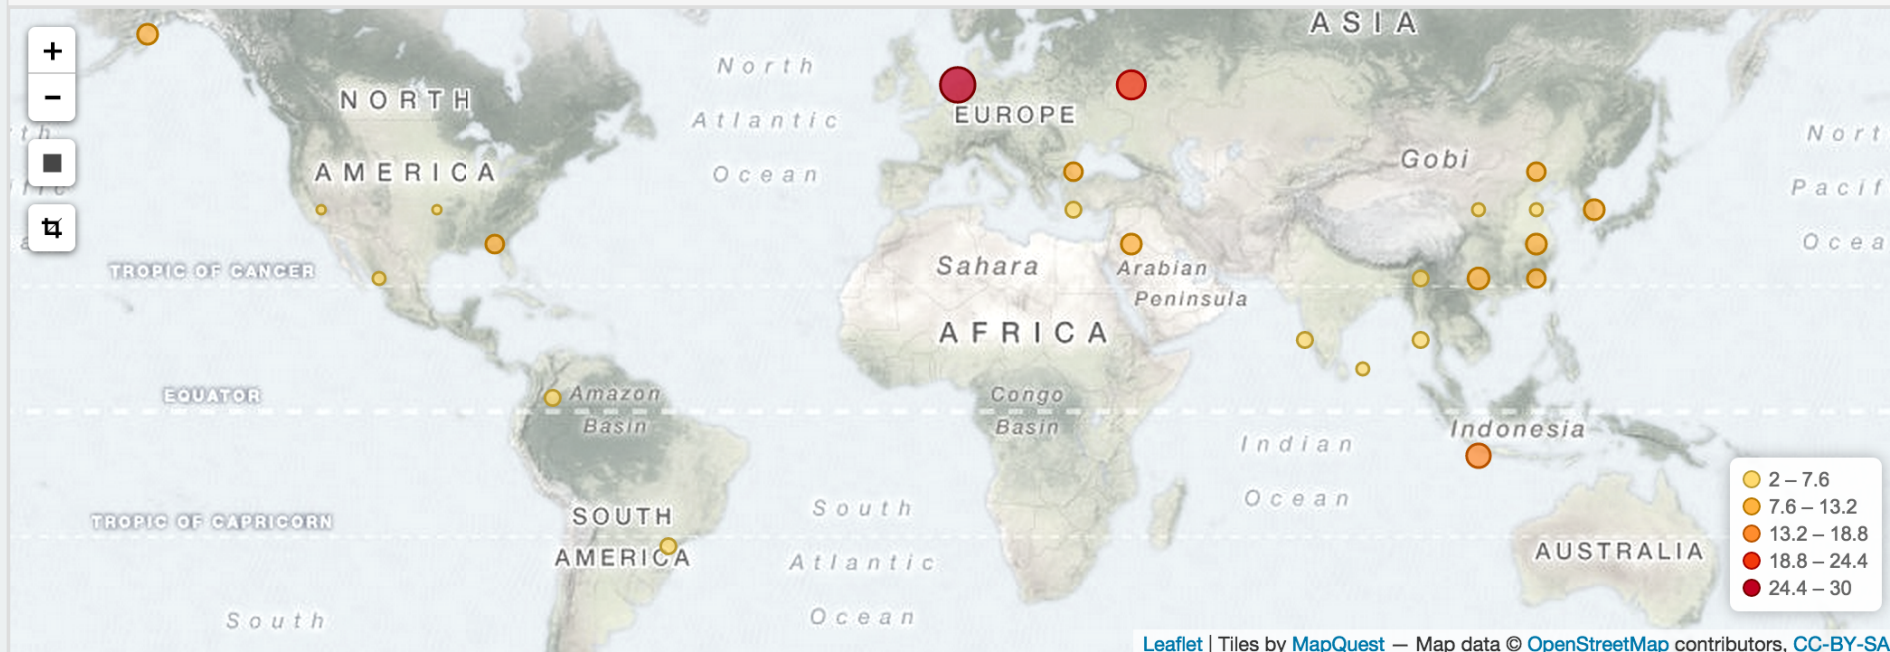 ASIA
+
−
North
Atlantic
Ocean
NORTH
AMERICA
EUROPE
Gobi
Nort
Pacif
Ocea
th
ific
a
TROPIC OF CANCER
Sahara
Arabian
Peninsula
AFRICA
EQUATOR
Amazon
Basin
Congo
Basin
Indian
Ocean
Indonesia
TROPIC OF CAPRICORN
SOUTH
AMERICA
South
Atlantic
Ocean
South
AUSTRALIA
2 – 7.6
7.6 – 13.2
13.2 – 18.8
18.8 – 24.4
24.4 – 30
Leaflet | Tiles by MapQuest — Map data © OpenStreetMap contributors, CC-BY-SA